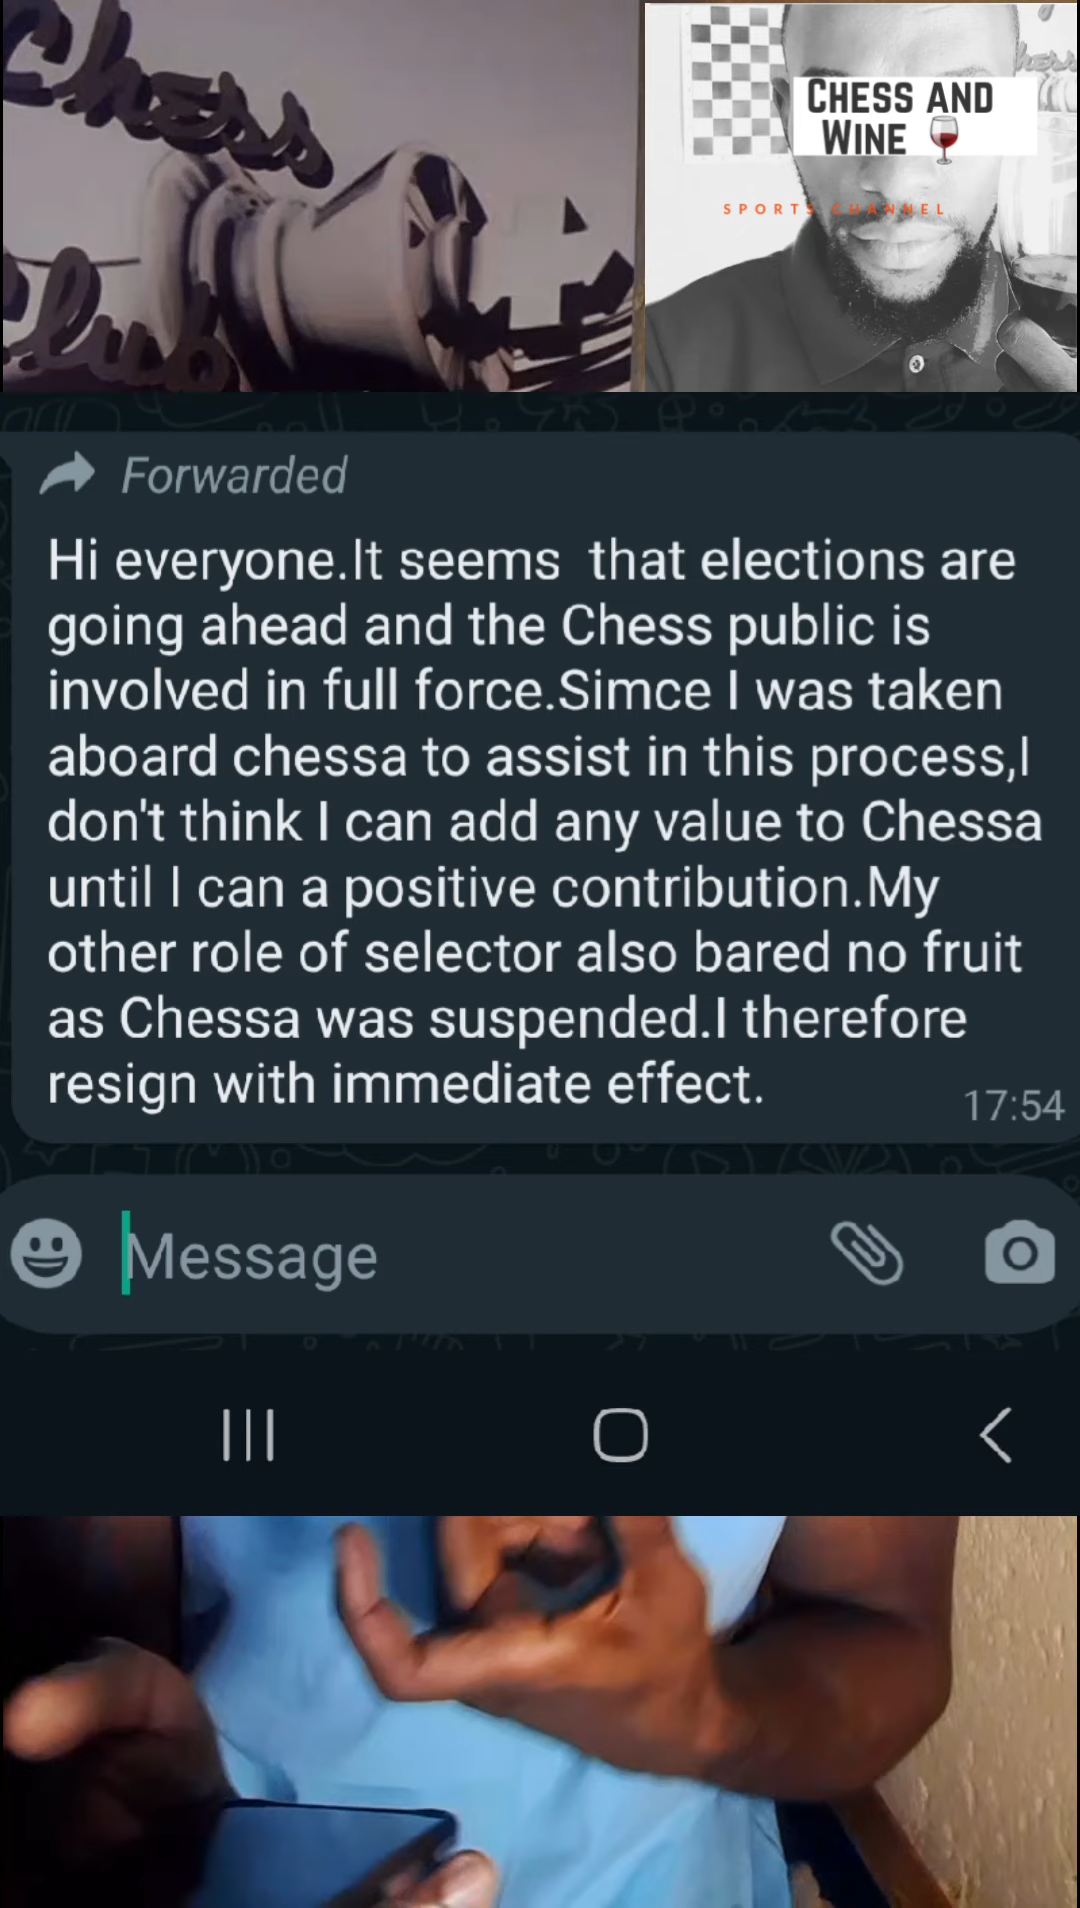 Chess
Club
CHESS AND
WINE 🍷
SPORTS CHANNEL
Forwarded
Hi everyone.It seems  that elections are
going ahead and the Chess public is
involved in full force.Simce I was taken
aboard chessa to assist in this process,I
don't think I can add any value to Chessa
until I can a positive contribution.My
other role of selector also bared no fruit
as Chessa was suspended.I therefore
resign with immediate effect.
17:54
Message